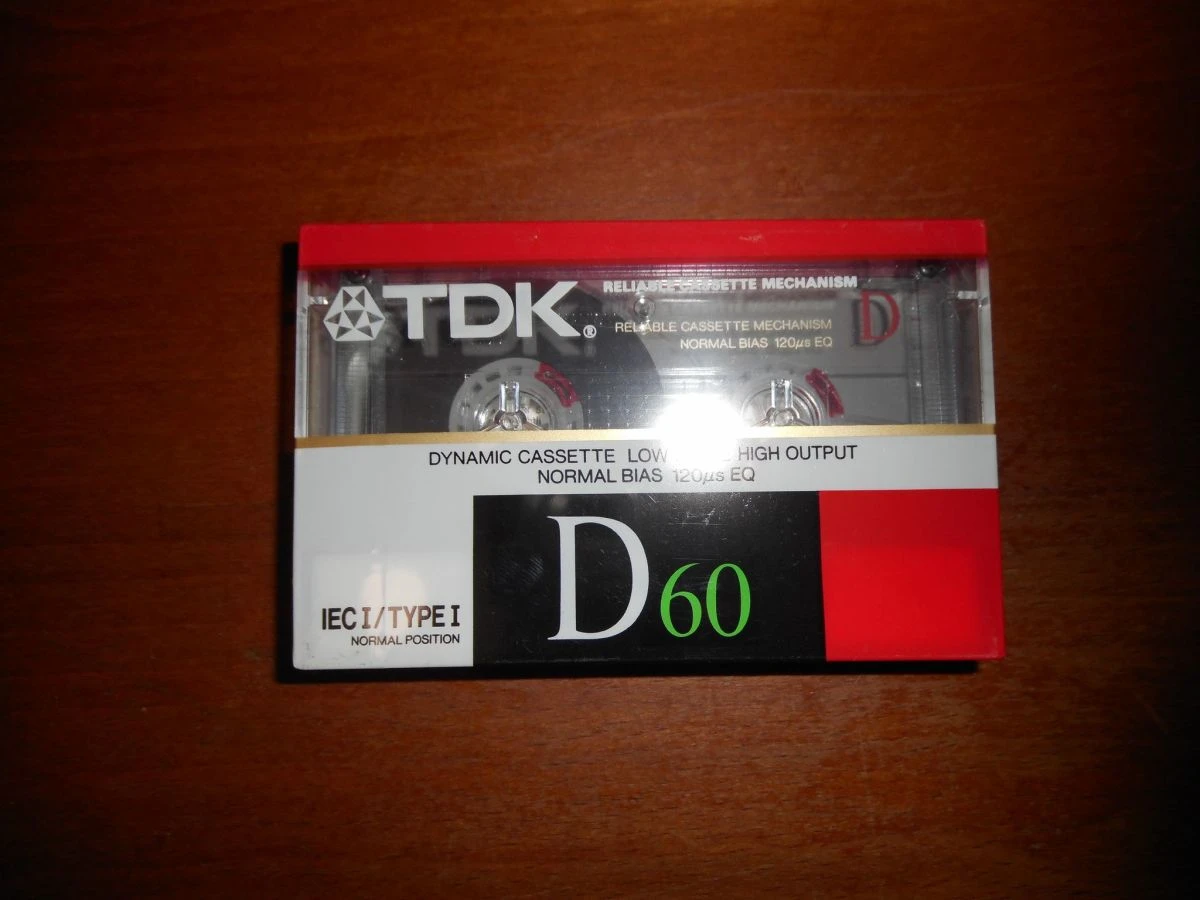 TDK®
RELIABLE CASSETTE MECHANISM
RELIABLE CASSETTE MECHANISM
NORMAL BIAS 120µs EQ
D
DYNAMIC CASSETTE LOW HIGH OUTPUT
NORMAL BIAS 120µs EQ
D60
IEC I/TYPE I
NORMAL POSITION